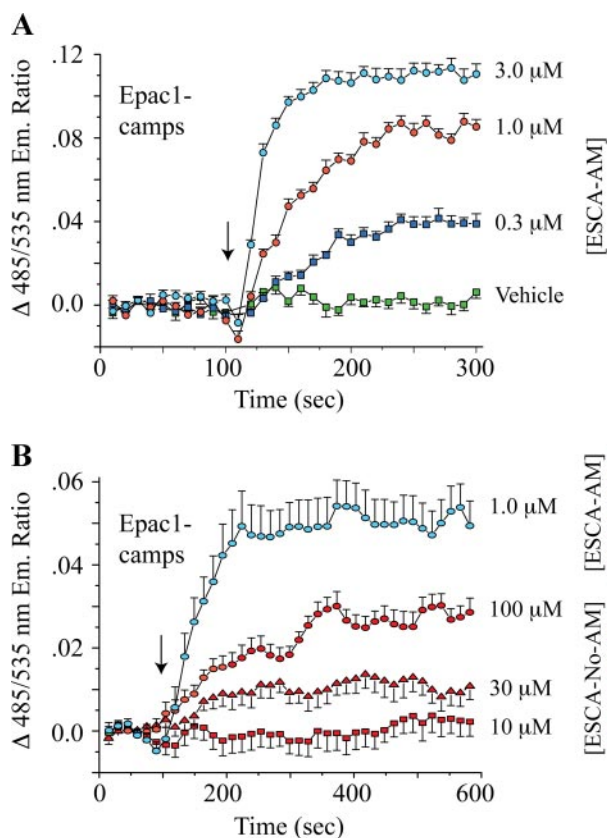 A
Δ 485/535 nm Em. Ratio
.12
.08
.04
0.0
Epac1-
camps
3.0 μM
1.0 μM
0.3 μM
Vehicle
[ESCA-AM]
0
100
200
300
Time (sec)
B
Δ 485/535 nm Em. Ratio
.06
.04
.02
0.0
Epac1-
camps
1.0 μM
100 μM
30 μM
10 μM
[ESCA-AM]
[ESCA-No-AM]
0
200
400
600
Time (sec)